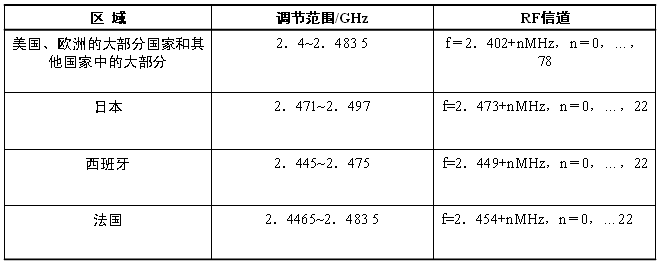 区 域 调节范围/GHz RF信道
美国、欧洲的大部分国家和其 2．4~2．483 5 f＝2．402+nMHz，n＝0，…，
他国家中的大部分 78
日本 2．471~2．497 f=2．473+nMHz，n＝0，…，22
西班牙 2．445~2．475 f=2．449+nMHz，n＝0，…，22
法国 2．4465~2．483 5 f=2．454+nMHz，n＝0，…22